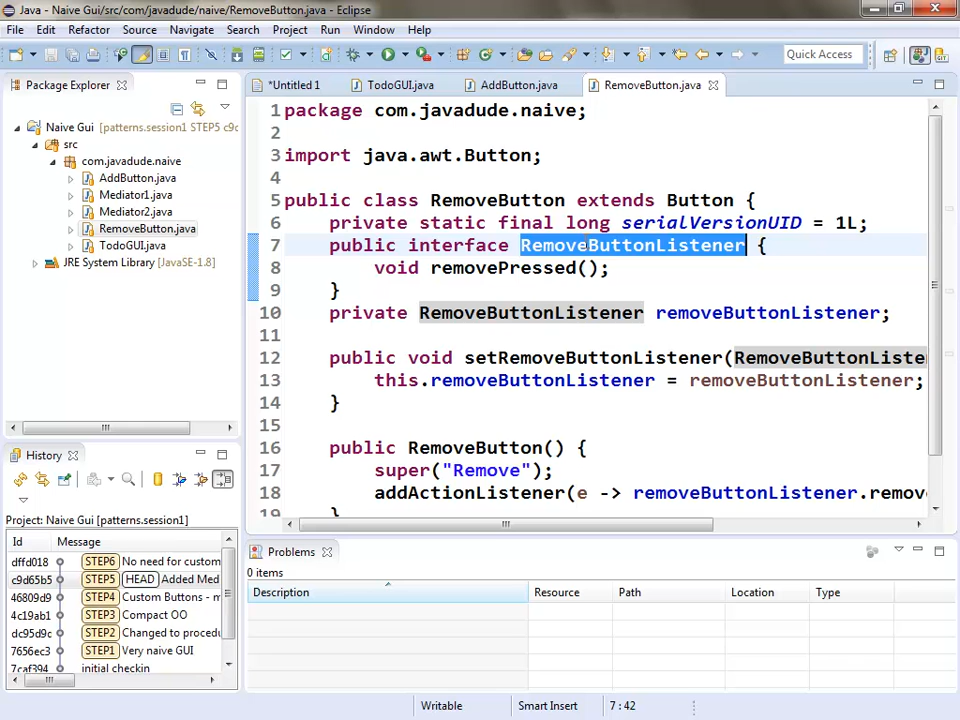 Java - Naive Gui/src/com/javadude/naive/RemoveButton.java - Eclipse
File Edit Refactor Source Navigate Search Project Run Window Help
Quick Access
Package Explorer
*Untitled 1 TodoGUI.java AddButton.java RemoveButton.java
Naive Gui [patterns.session1 STEP5 c9d
src
com.javadude.naive
AddButton.java
Mediator1.java
Mediator2.java
RemoveButton.java
TodoGUI.java
JRE System Library [JavaSE-1.8]
1 package com.javadude.naive;
2
3 import java.awt.Button;
4
5 public class RemoveButton extends Button {
6 private static final long serialVersionUID = 1L;
7 public interface RemoveButtonListener {
8 void removePressed();
9 }
10 private RemoveButtonListener removeButtonListener;
11
12 public void setRemoveButtonListener(RemoveButtonListe
13 this.removeButtonListener = removeButtonListener;
14 }
15
16 public RemoveButton() {
17 super("Remove");
18 addActionListener(e -> removeButtonListener.remov
19 }
History
Project: Naive Gui [patterns.session1]
Id Message
dffd018 STEP6 No need for custom
c9d65b5 STEP5 HEAD Added Med
46809d9 STEP4 Custom Buttons - m
4c19ab1 STEP3 Compact OO
dc95d9c STEP2 Changed to procedu
7656ec3 STEP1 Very naive GUI
7caf394 initial checkin
Problems
0 items
Description Resource Path Location Type
Writable Smart Insert 7 : 42